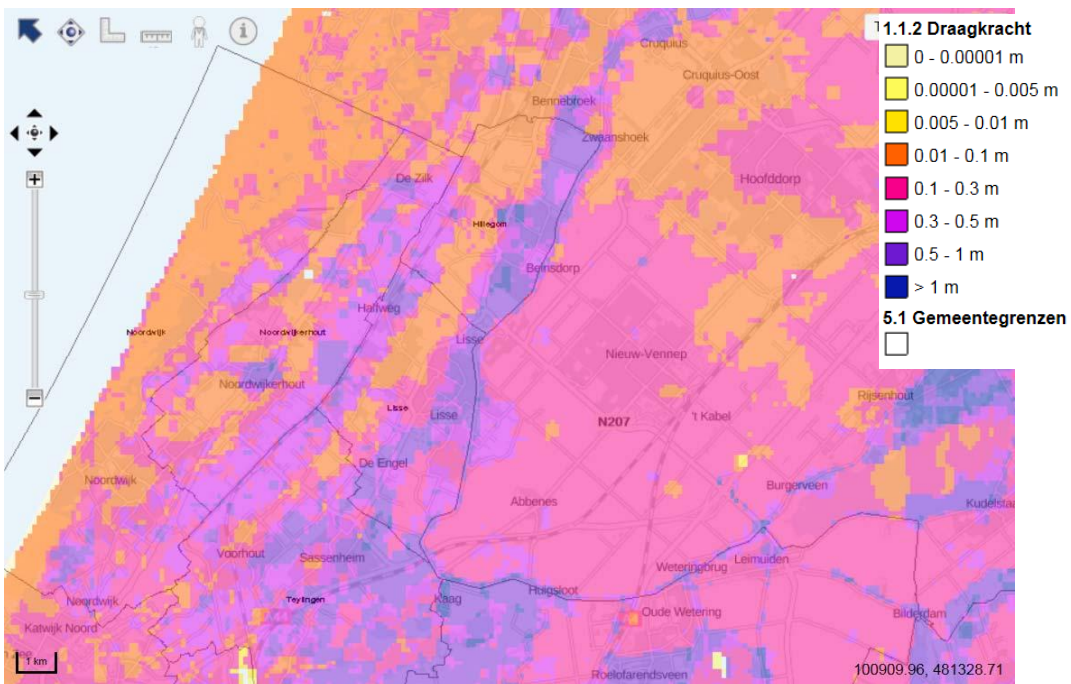 1.1.2 Draagkracht
0 - 0.00001 m
0.00001 - 0.005 m
0.005 - 0.01 m
0.01 - 0.1 m
0.1 - 0.3 m
0.3 - 0.5 m
0.5 - 1 m
> 1 m
5.1 Gemeentegrenzen
Cruquius
Cruquius-Oost
Bennebroek
Zwaanshoek
De Zilk
Hoofddorp
Hillegom
Beinsdorp
Halfweg
Noordwijk
Noordwijkerhout
Lisse
Nieuw-Vennep
Noordwijkerhout
Rijsenhout
Lisse
Lisse
't Kabel
N207
De Engel
Noordwijk
Burgerveen
Abbenes
Kudelsta
Voorhout
Sassenheim
Leimuiden
Weteringbrug
Huigsloot
Kaag
Teylingen
Noordwijk
Oude Wetering
Bilderdam
Katwijk Noord
1 km
Roelofarendsveen
100909.96, 481328.71